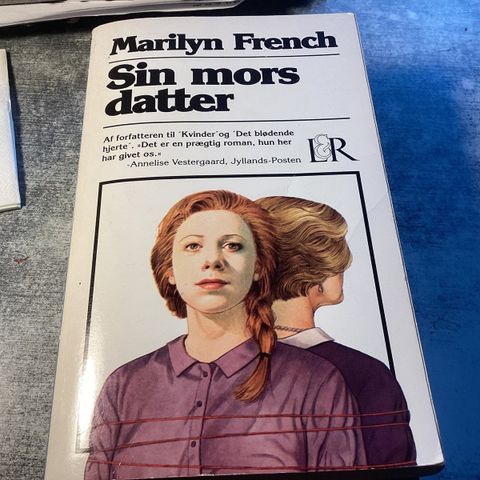 Marilyn French
Sin mors
datter
Af forfatteren til ´Kvinder´og ´Det blødende
hjerte´. »Det er en prægtig roman, hun her
har givet os.«
-Annelise Vestergaard, Jyllands-Posten
L&R